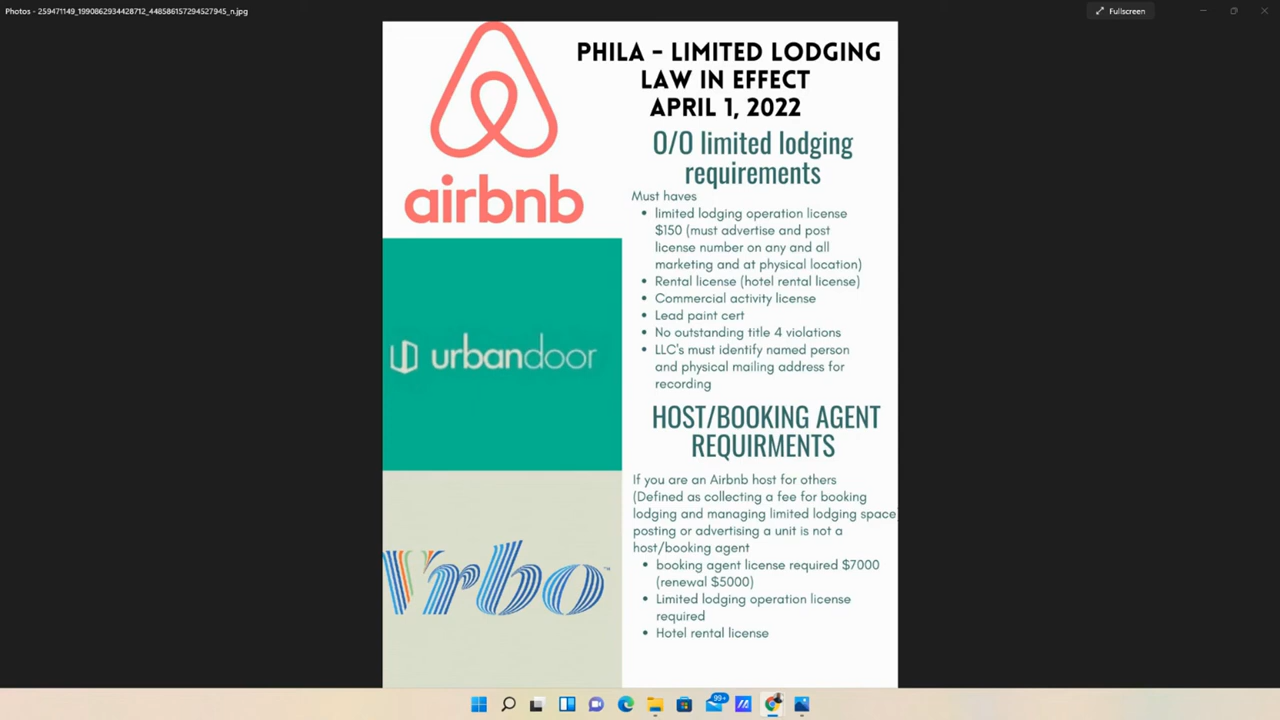 Photos - 259471149_1990862934428712_448586157294527945_n.jpg
Fullscreen
PHILA - LIMITED LODGING
LAW IN EFFECT
APRIL 1, 2022
O/O limited lodging
requirements
Must haves
• limited lodging operation license
$150 (must advertise and post
license number on any and all
marketing and at physical location)
• Rental license (hotel rental license)
• Commercial activity license
• Lead paint cert
• No outstanding title 4 violations
• LLC's must identify named person
and physical mailing address for
recording
HOST/BOOKING AGENT
REQUIRMENTS
If you are an Airbnb host for others
(Defined as collecting a fee for booking
lodging and managing limited lodging space)
posting or advertising a unit is not a
host/booking agent
• booking agent license required $7000
(renewal $5000)
• Limited lodging operation license
required
• Hotel rental license
airbnb
urbandoor
Vrbo™
99+